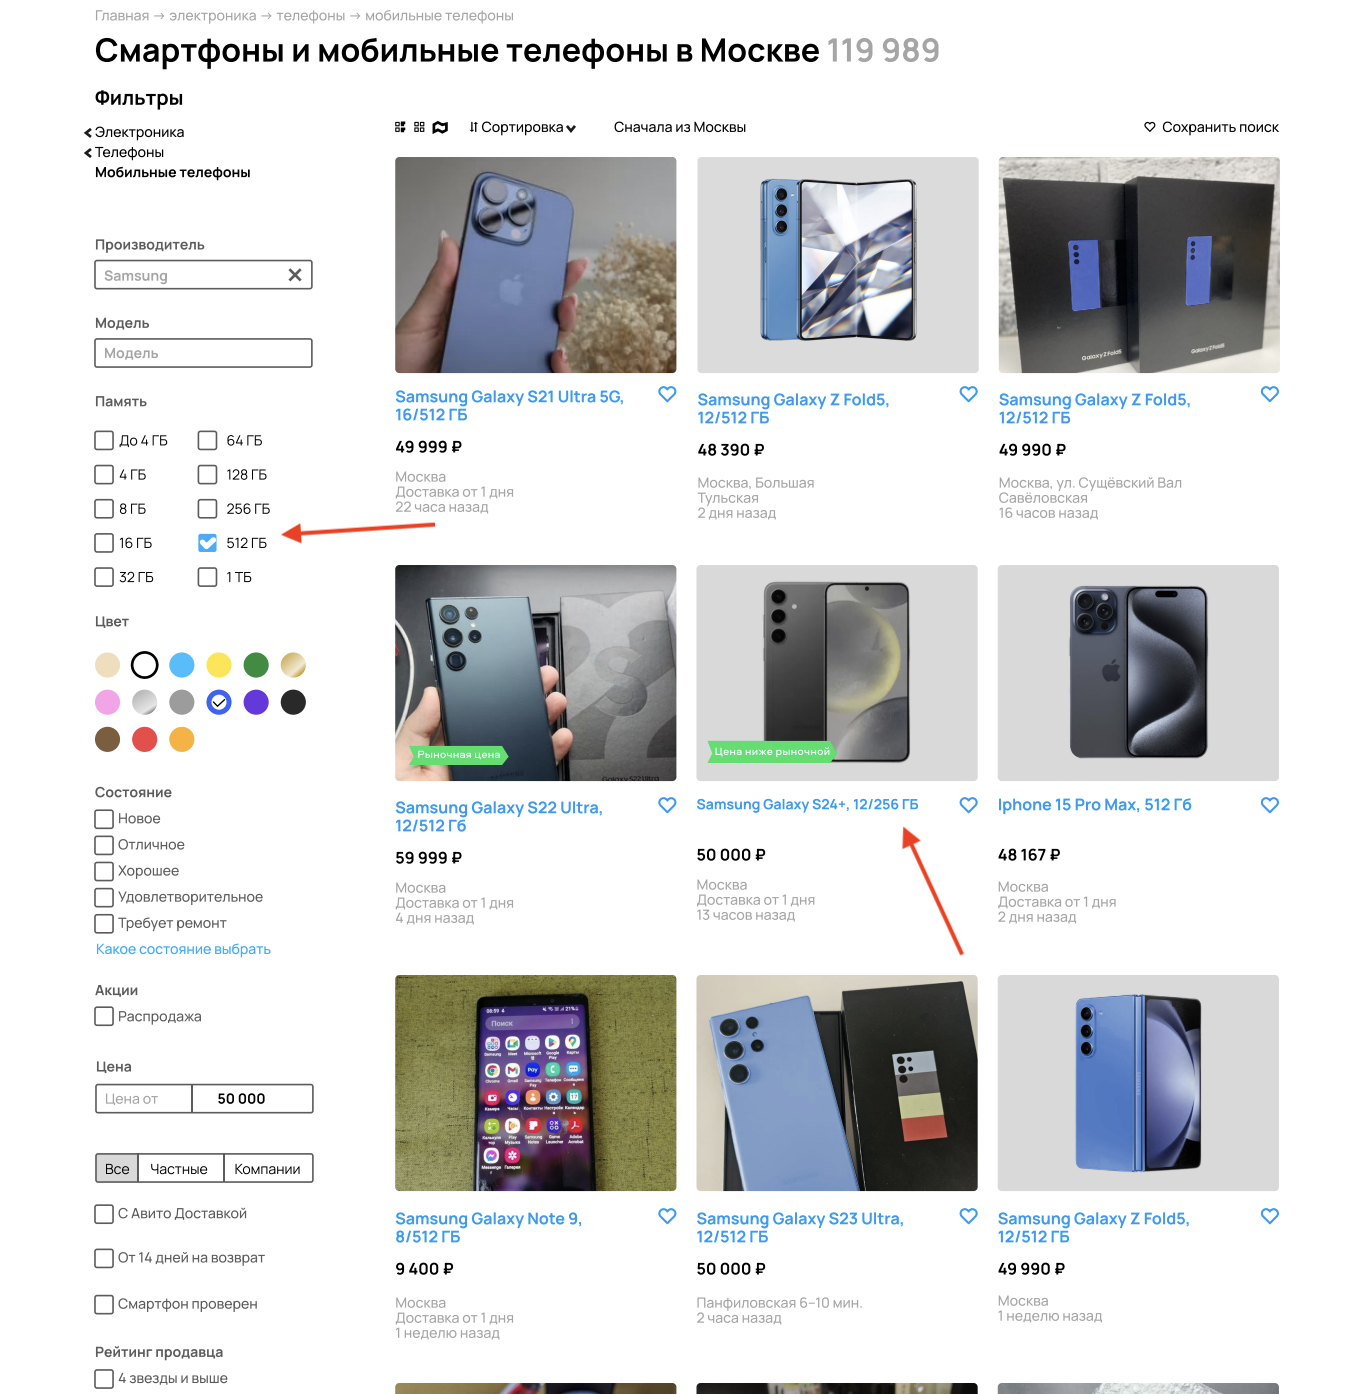 Главная → электроника → телефоны → мобильные телефоны
Смартфоны и мобильные телефоны в Москве 119 989
Фильтры
Электроника
Телефоны
Мобильные телефоны
Сортировка
Сначала из Москвы
Сохранить поиск
Производитель
Samsung
Модель
Модель
Память
До 4 ГБ
64 ГБ
4 ГБ
128 ГБ
8 ГБ
256 ГБ
16 ГБ
512 ГБ
32 ГБ
1 ТБ
Цвет
Состояние
Новое
Отличное
Хорошее
Удовлетворительное
Требует ремонт
Какое состояние выбрать
Акции
Распродажа
Цена
Цена от
50 000
Все
Частные
Компании
С Авито Доставкой
От 14 дней на возврат
Смартфон проверен
Рейтинг продавца
4 звезды и выше
Samsung Galaxy S21 Ultra 5G,
16/512 ГБ
49 999 ₽
Москва
Доставка от 1 дня
22 часа назад
Samsung Galaxy Z Fold5,
12/512 ГБ
48 390 ₽
Москва, Большая
Тульская
2 дня назад
Galaxy Z Fold5
Galaxy Z Fold5
Samsung Galaxy Z Fold5,
12/512 ГБ
49 990 ₽
Москва, ул. Сущёвский Вал
Савёловская
16 часов назад
Рыночная цена
Galaxy S22 Ultra
Samsung Galaxy S22 Ultra,
12/512 Гб
59 999 ₽
Москва
Доставка от 1 дня
4 дня назад
Цена ниже рыночной
Samsung Galaxy S24+, 12/256 ГБ
50 000 ₽
Москва
Доставка от 1 дня
13 часов назад
Iphone 15 Pro Max, 512 Гб
48 167 ₽
Москва
Доставка от 1 дня
2 дня назад
08:59
21%
Поиск
Samsung Galaxy Note 9,
8/512 ГБ
9 400 ₽
Москва
Доставка от 1 дня
1 неделю назад
Samsung Galaxy S23 Ultra,
12/512 ГБ
50 000 ₽
Панфиловская 6–10 мин.
2 часа назад
Samsung Galaxy Z Fold5,
12/512 ГБ
49 990 ₽
Москва
1 неделю назад